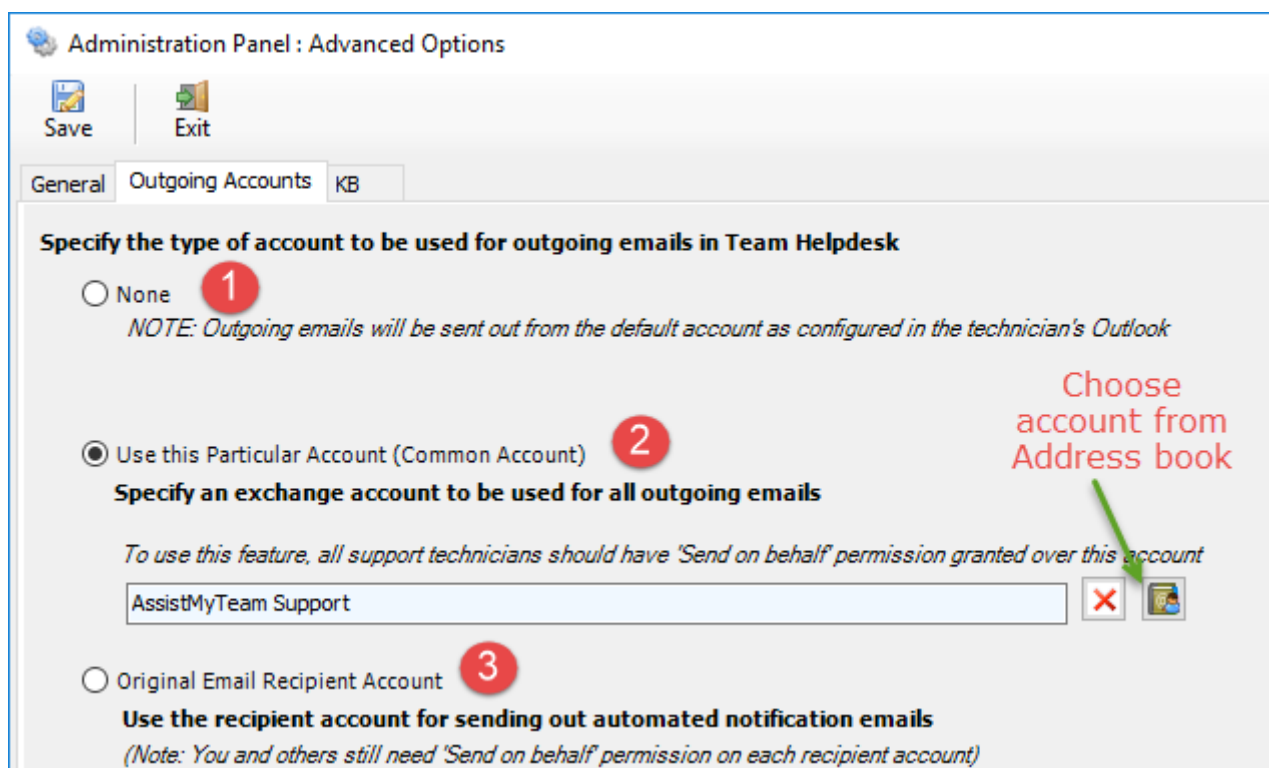 Administration Panel : Advanced Options
Save
Exit
General
Outgoing Accounts
KB
Specify the type of account to be used for outgoing emails in Team Helpdesk
None
1
NOTE: Outgoing emails will be sent out from the default account as configured in the technician's Outlook
Choose
account from
Address book
Use this Particular Account (Common Account)
2
Specify an exchange account to be used for all outgoing emails
To use this feature, all support technicians should have 'Send on behalf' permission granted over this account
AssistMyTeam Support
Original Email Recipient Account
3
Use the recipient account for sending out automated notification emails
(Note: You and others still need 'Send on behalf' permission on each recipient account)